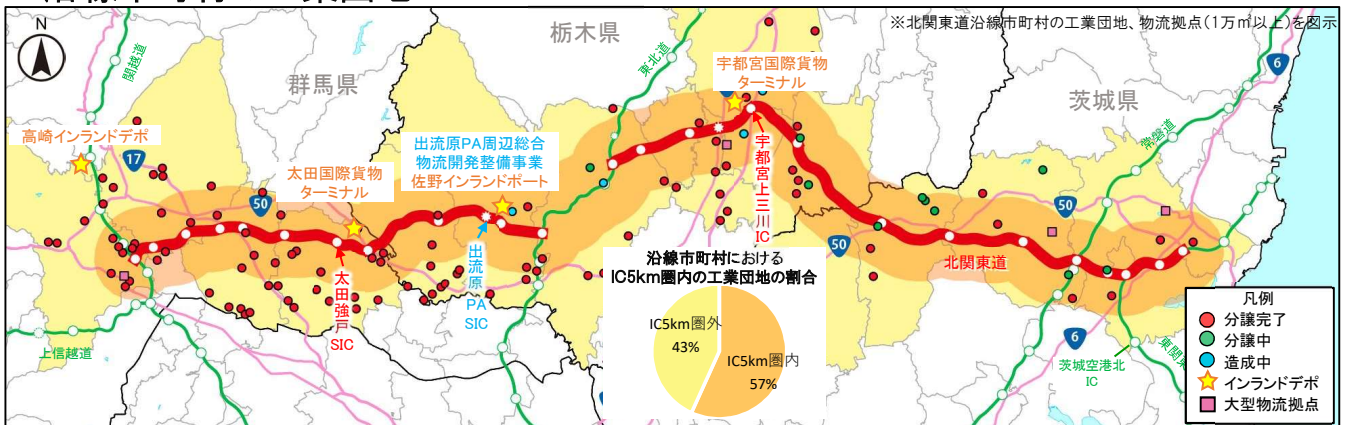 ※北関東道沿線市町村の工業団地、物流拠点(1万㎡以上)を図示
N
関越道
群馬県
栃木県
東北道
宇都宮国際貨物
ターミナル
茨城県
6
常磐道
高崎インランドデポ
17
太田国際貨物
ターミナル
出流原PA周辺総合
物流開発整備事業
佐野インランドポート
50
50
50
宇都宮上三川IC
北関東道
太田強戸SIC
出流原PA SIC
上信越道
沿線市町村における
IC5km圏内の工業団地の割合
IC5km圏外
43%
IC5km圏内
57%
6
茨城空港北
IC
東関東
凡例
分譲完了
分譲中
造成中
インランドデポ
大型物流拠点